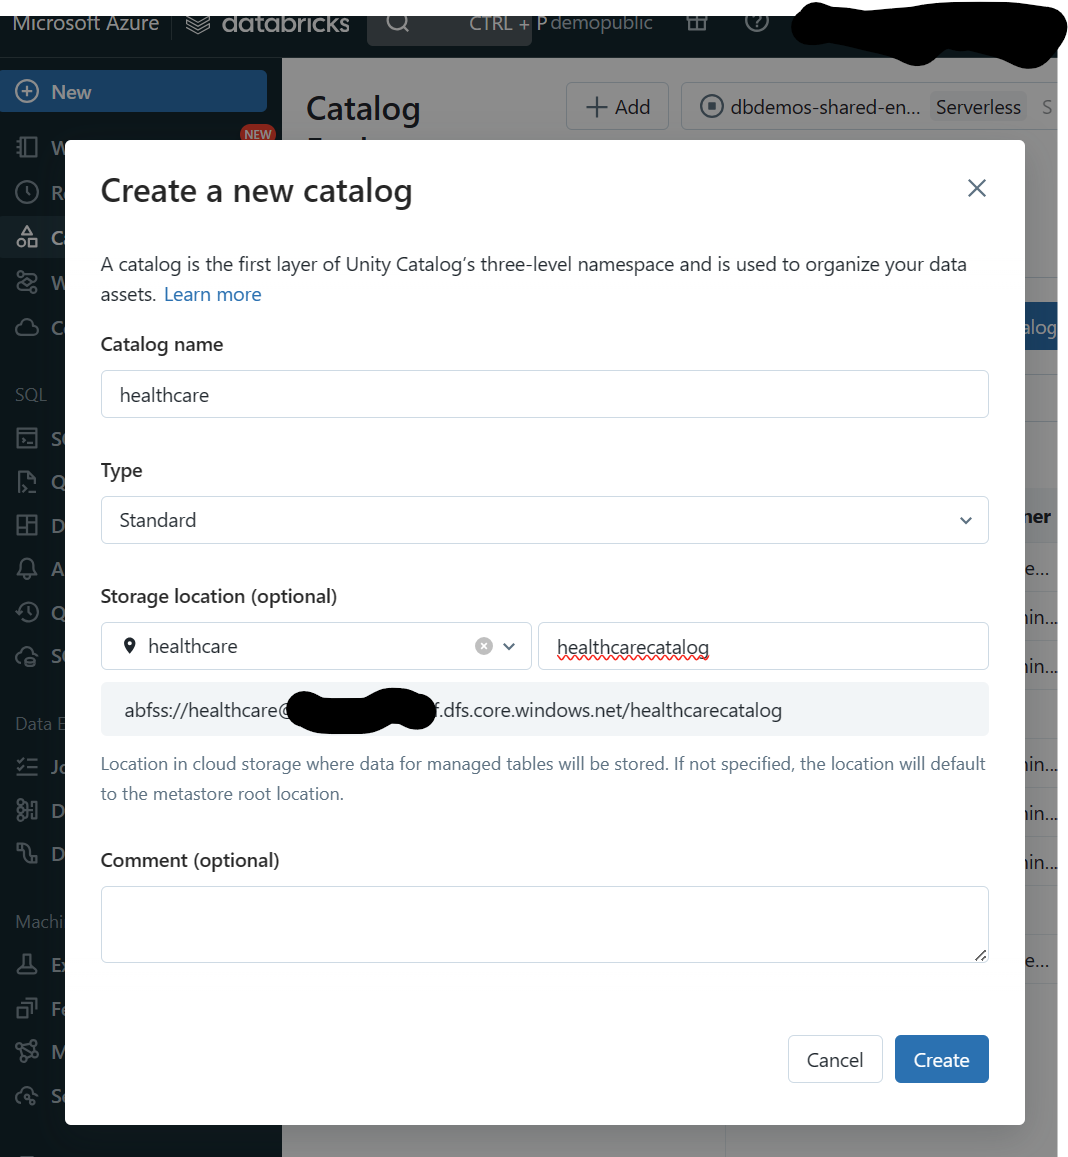 Microsoft Azure databricks CTRL + P demopublic
New
Catalog
Add
dbdemos-shared-en... Serverless S
NEW
Create a new catalog
A catalog is the first layer of Unity Catalog's three-level namespace and is used to organize your data
assets. Learn more
Catalog name
healthcare
Type
Standard
Storage location (optional)
healthcare
healthcarecatalog
abfss://healthcare@ f.dfs.core.windows.net/healthcarecatalog
Location in cloud storage where data for managed tables will be stored. If not specified, the location will default
to the metastore root location.
Comment (optional)
Cancel
Create
SQL
Data E
Machi
alog
ner
e...
in...
in...
in...
in...
in...
e...